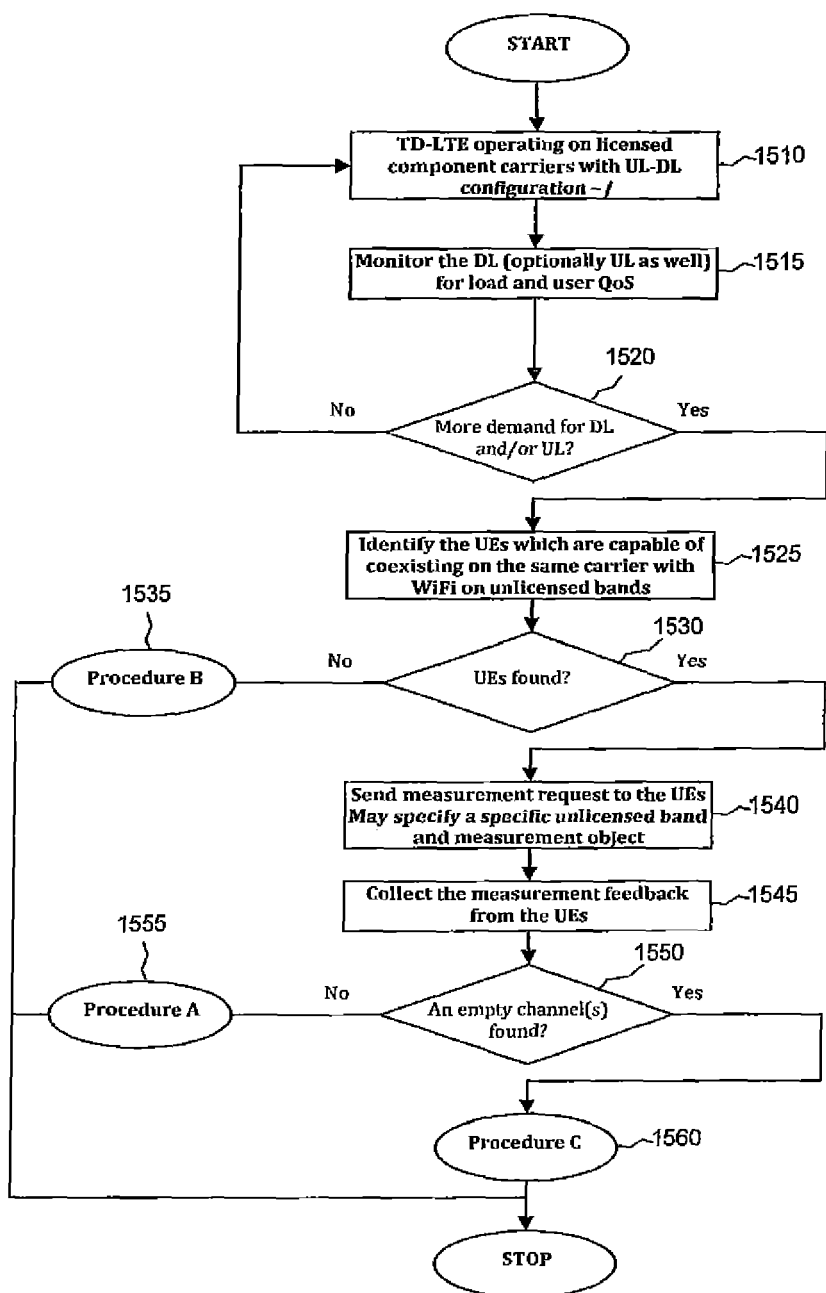 START
TD-LTE operating on licensed
component carriers with UL-DL
configuration ~/
1510
Monitor the DL (optionally UL as well)
for load and user QoS
1515
1520
No
Yes
More demand for DL
and/or UL?
Identify the UEs which are capable of
coexisting on the same carrier with
WiFi on unlicensed bands
1525
1535
1530
Procedure B
No
Yes
UEs found?
Send measurement request to the UEs
May specify a specific unlicensed band
and measurement object
1540
Collect the measurement feedback
from the UEs
1545
1555
1550
Procedure A
No
Yes
An empty channel(s)
found?
Procedure C
1560
STOP